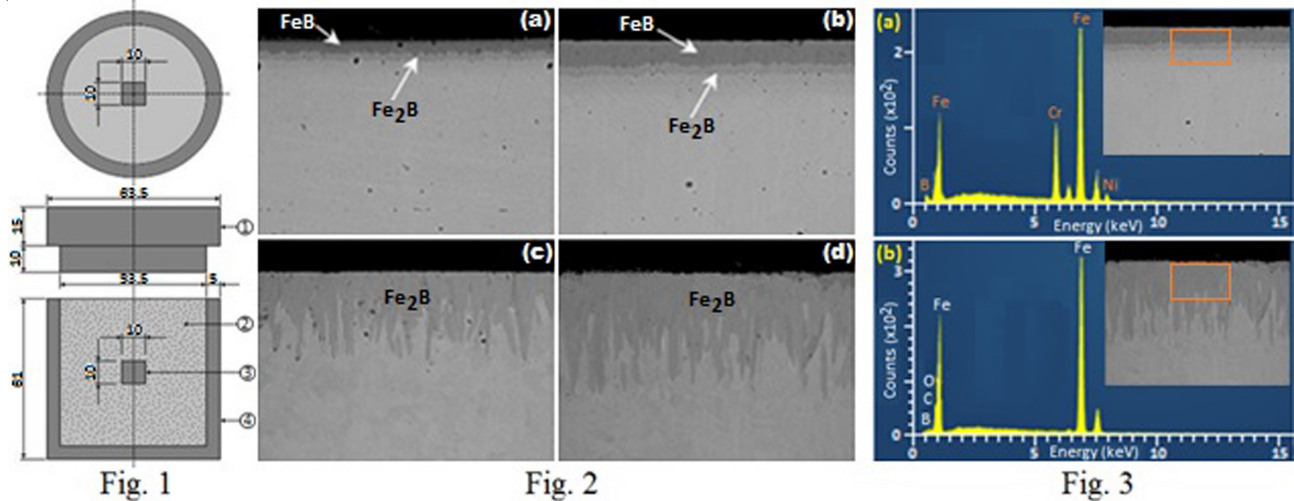 10
10
63.5
15
①
10
53.5
5
②
10
10
③
61
④
Fig. 1
(a)
FeB
Fe2B
(b)
FeB
Fe2B
(c)
Fe2B
(d)
Fe2B
Fig. 2
(a)
Fe
2
Fe
Cr
1
B
Ni
0
0
5
10
15
Counts (x10²)
Energy (keV)
(b)
Fe
3
Fe
O
C
B
0
0
5
10
15
Counts (x10²)
Energy (keV)
Fig. 3